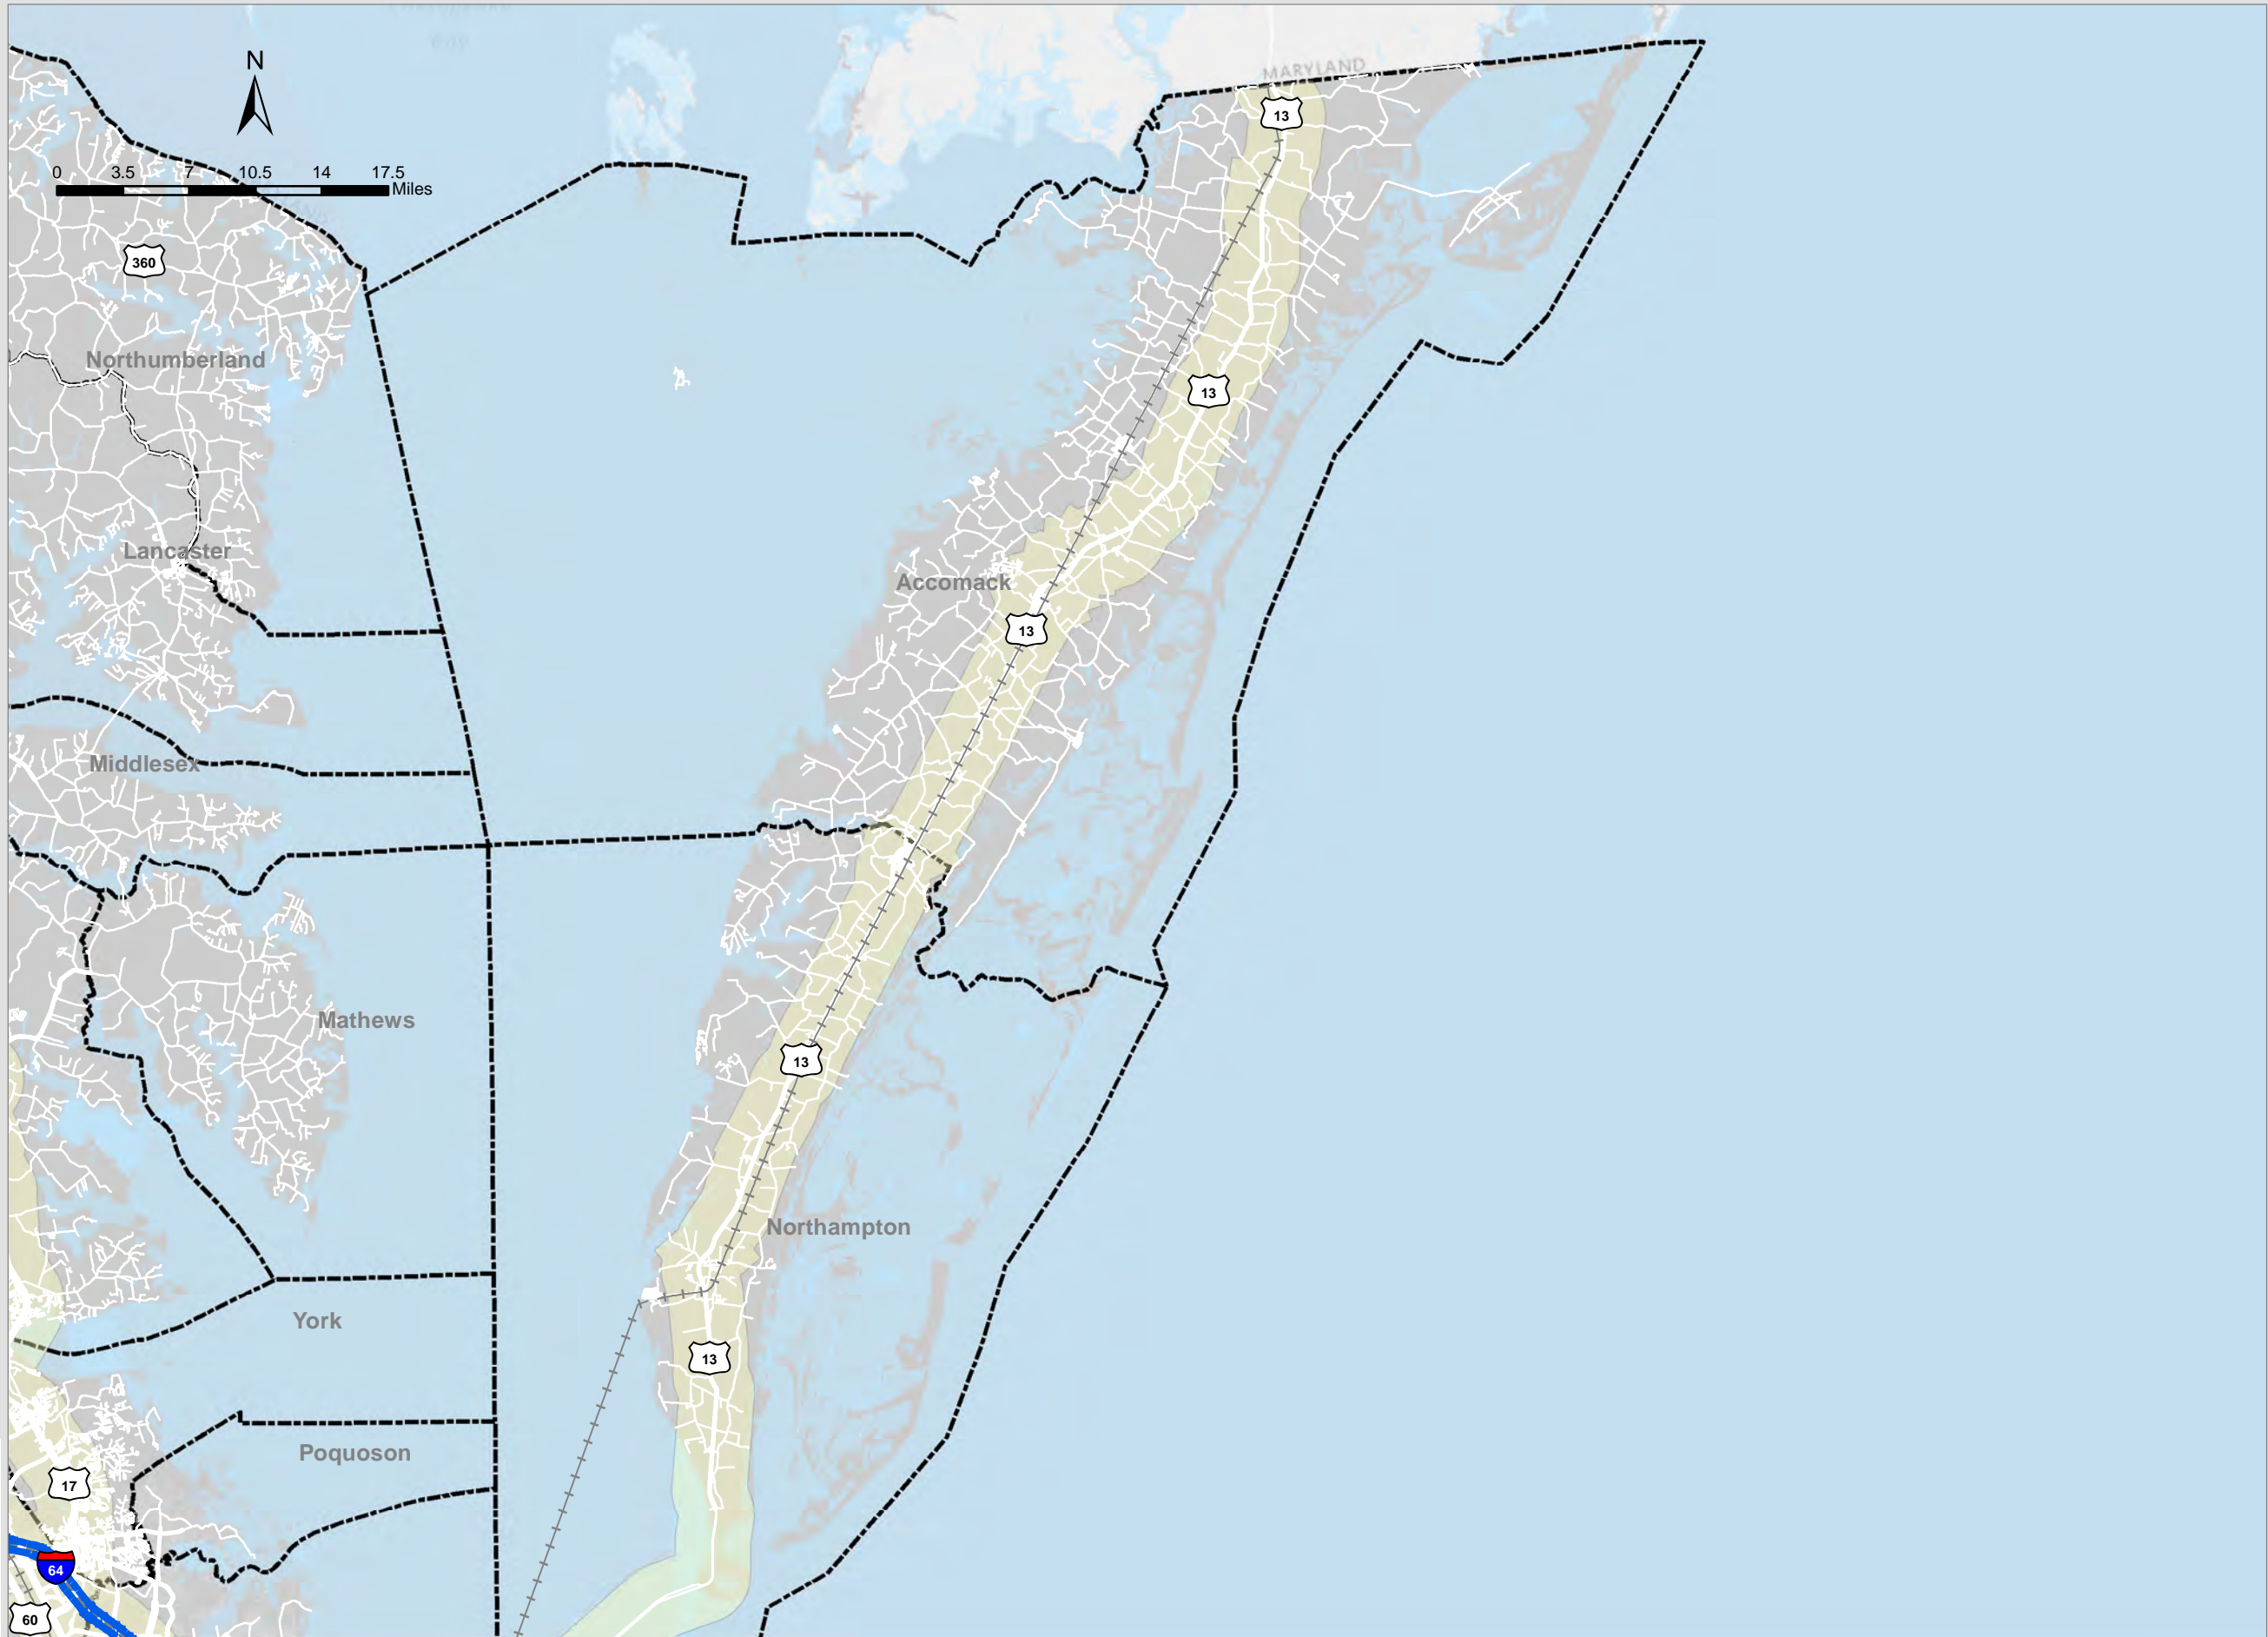 Bay
MARYLAND
N
13
0 3.5 7 10.5 14 17.5
Miles
360
Northumberland
13
Lancaster
Accomack
13
Middlesex
Mathews
13
Northampton
York
13
Poquoson
17
64
60